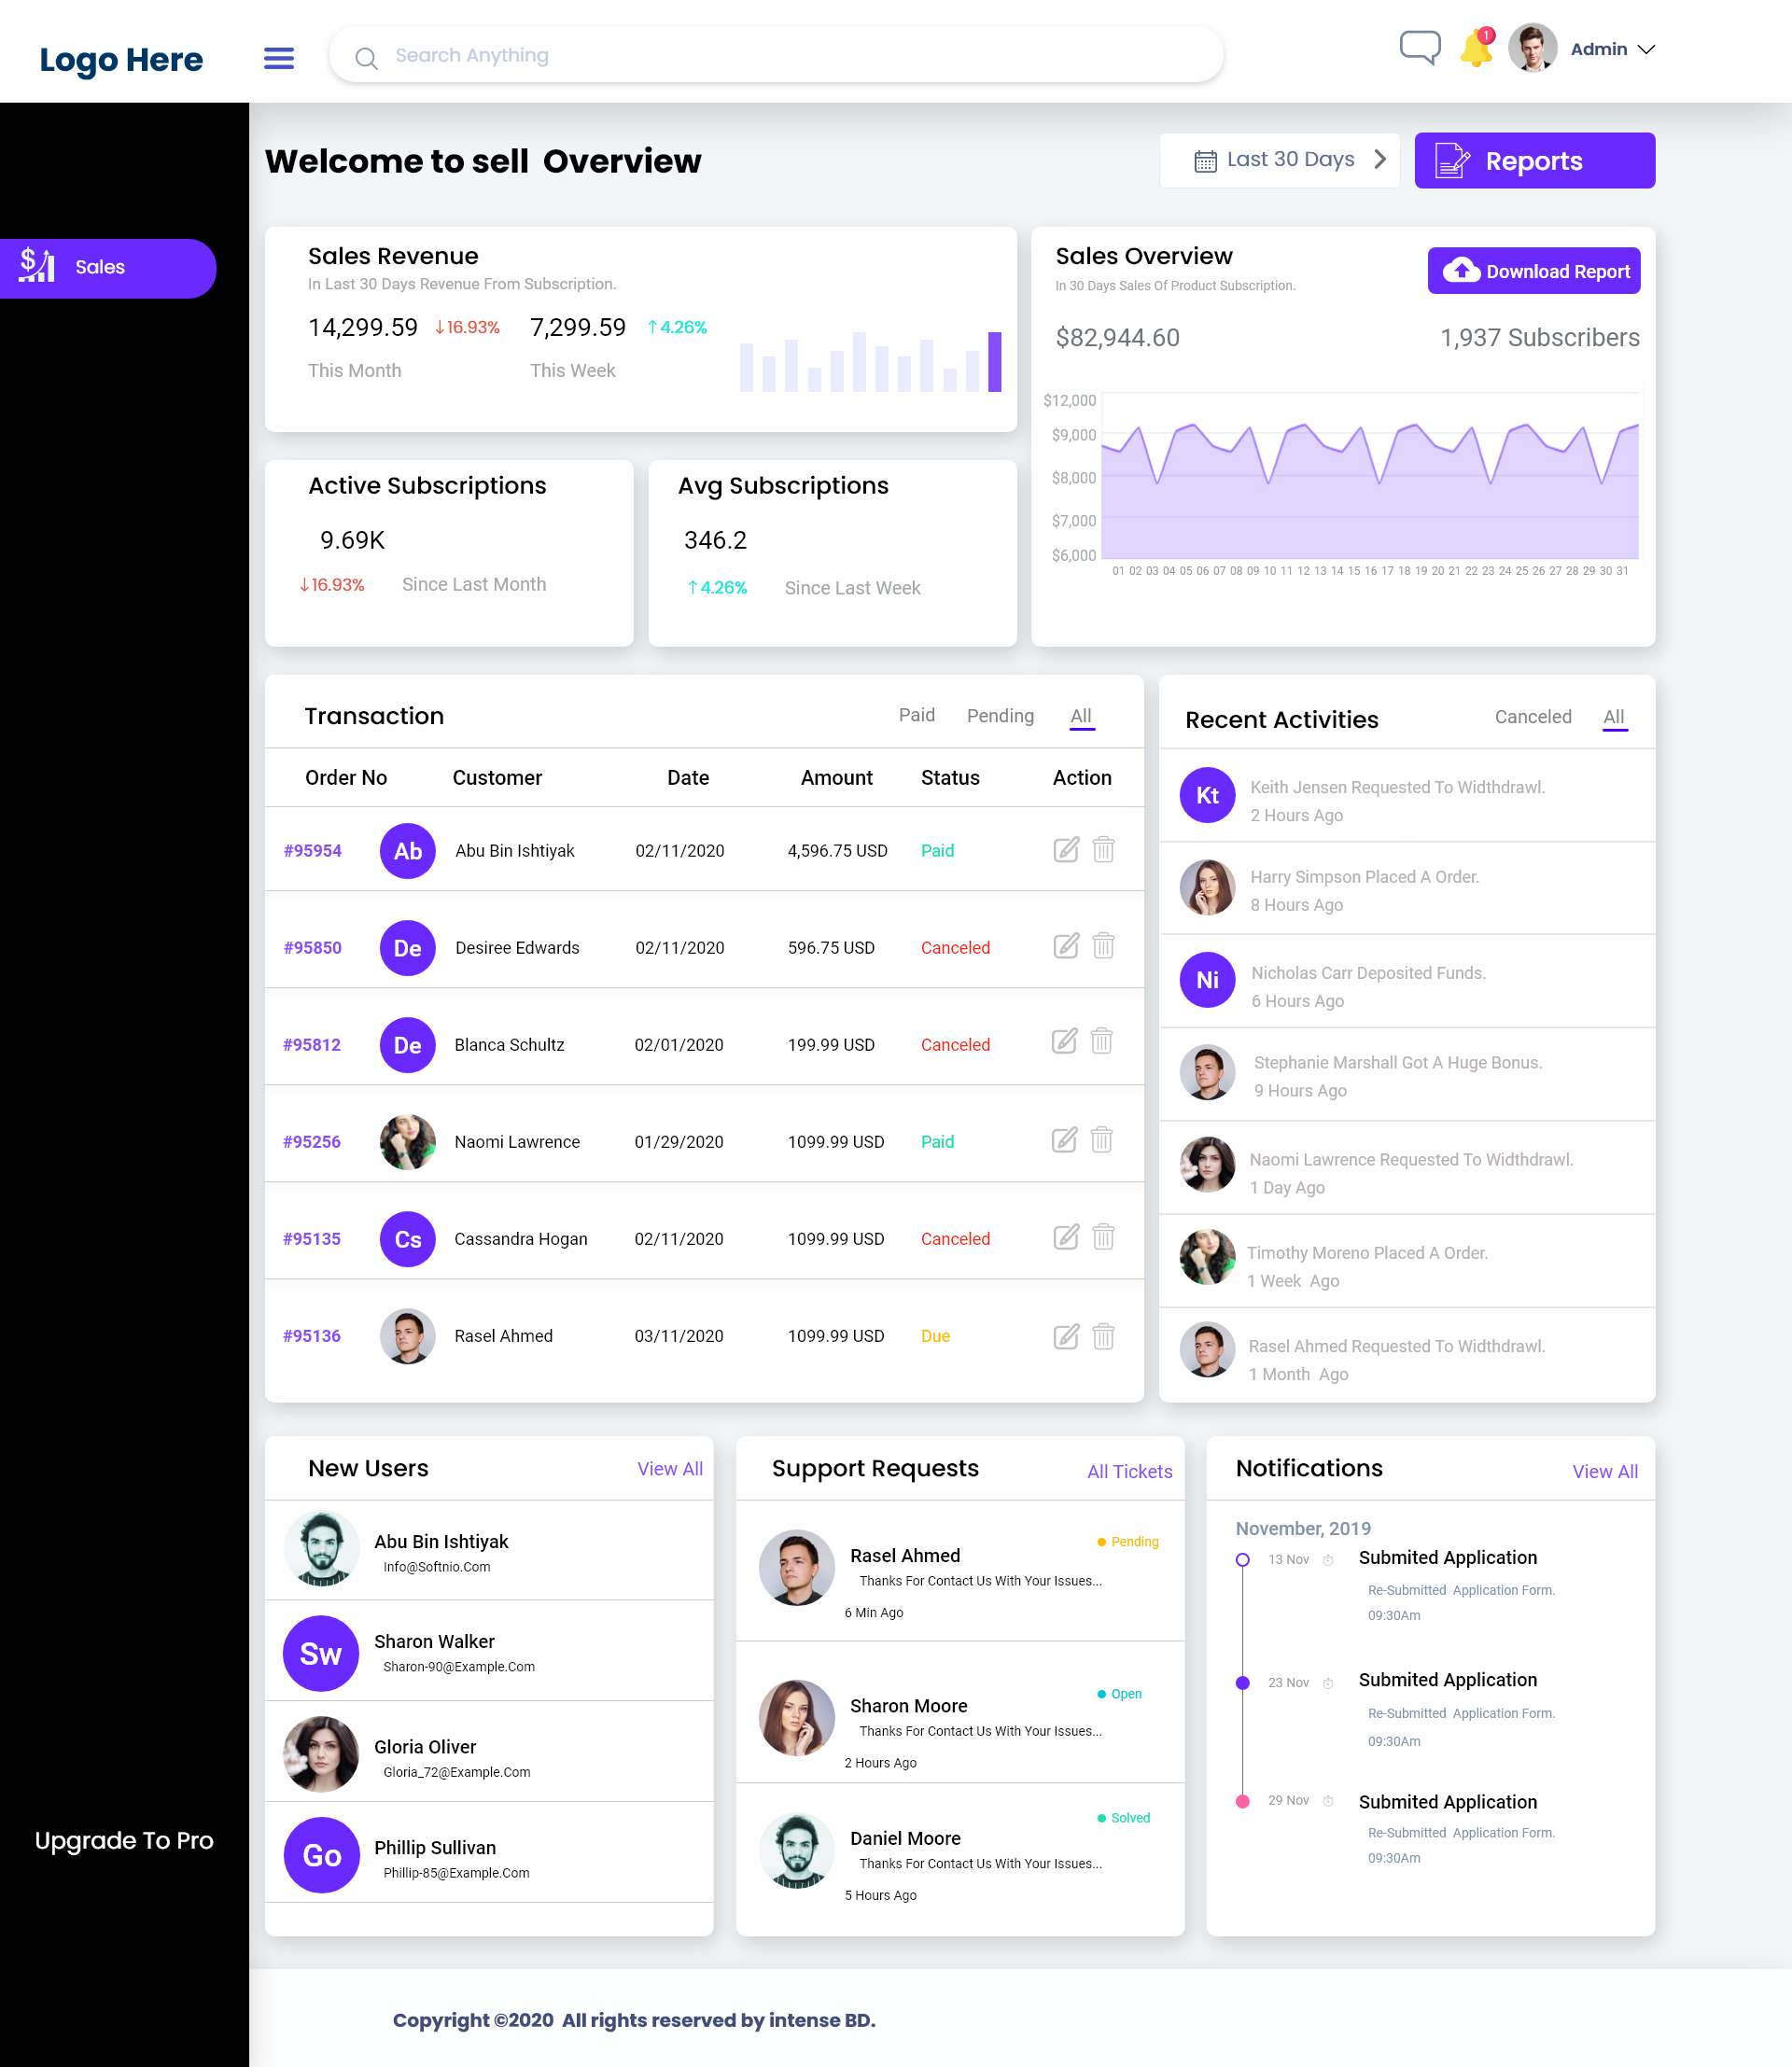 Logo Here
Search Anything
1
Admin
Welcome to sell  Overview
Last 30 Days
Reports
Sales
Sales Revenue
In Last 30 Days Revenue From Subscription.
14,299.59 ↓16.93% 7,299.59 ↑4.26%
This Month This Week
Sales Overview
In 30 Days Sales Of Product Subscription.
Download Report
$82,944.60 1,937 Subscribers
$12,000
$9,000
$8,000
$7,000
$6,000
01 02 03 04 05 06 07 08 09 10 11 12 13 14 15 16 17 18 19 20 21 22 23 24 25 26 27 28 29 30 31
Active Subscriptions
9.69K
↓16.93% Since Last Month
Avg Subscriptions
346.2
↑4.26% Since Last Week
Transaction Paid Pending All
Order No Customer Date Amount Status Action
#95954 Ab Abu Bin Ishtiyak 02/11/2020 4,596.75 USD Paid
#95850 De Desiree Edwards 02/11/2020 596.75 USD Canceled
#95812 De Blanca Schultz 02/01/2020 199.99 USD Canceled
#95256 Naomi Lawrence 01/29/2020 1099.99 USD Paid
#95135 Cs Cassandra Hogan 02/11/2020 1099.99 USD Canceled
#95136 Rasel Ahmed 03/11/2020 1099.99 USD Due
Recent Activities Canceled All
Kt
Keith Jensen Requested To Widthdrawl.
2 Hours Ago
Harry Simpson Placed A Order.
8 Hours Ago
Ni
Nicholas Carr Deposited Funds.
6 Hours Ago
Stephanie Marshall Got A Huge Bonus.
9 Hours Ago
Naomi Lawrence Requested To Widthdrawl.
1 Day Ago
Timothy Moreno Placed A Order.
1 Week  Ago
Rasel Ahmed Requested To Widthdrawl.
1 Month  Ago
New Users View All
Abu Bin Ishtiyak
Info@Softnio.Com
Sw
Sharon Walker
Sharon-90@Example.Com
Gloria Oliver
Gloria_72@Example.Com
Go
Phillip Sullivan
Phillip-85@Example.Com
Support Requests All Tickets
Pending
Rasel Ahmed
Thanks For Contact Us With Your Issues...
6 Min Ago
Open
Sharon Moore
Thanks For Contact Us With Your Issues...
2 Hours Ago
Solved
Daniel Moore
Thanks For Contact Us With Your Issues...
5 Hours Ago
Notifications View All
November, 2019
13 Nov Submited Application
Re-Submitted  Application Form.
09:30Am
23 Nov Submited Application
Re-Submitted  Application Form.
09:30Am
29 Nov Submited Application
Re-Submitted  Application Form.
09:30Am
Upgrade To Pro
Copyright ©2020  All rights reserved by intense BD.